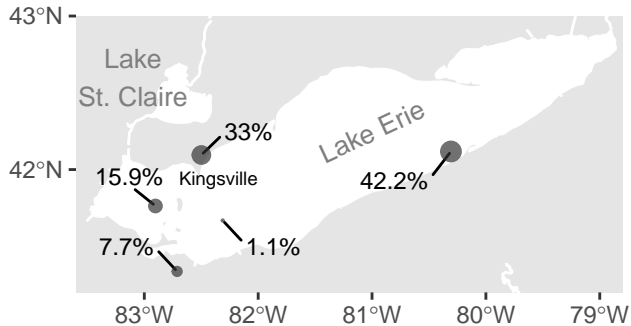 43°N
Lake
St. Claire
Lake Erie
33%
42°N
15.9%
Kingsville
42.2%
7.7%
1.1%
83°W
82°W
81°W
80°W
79°W